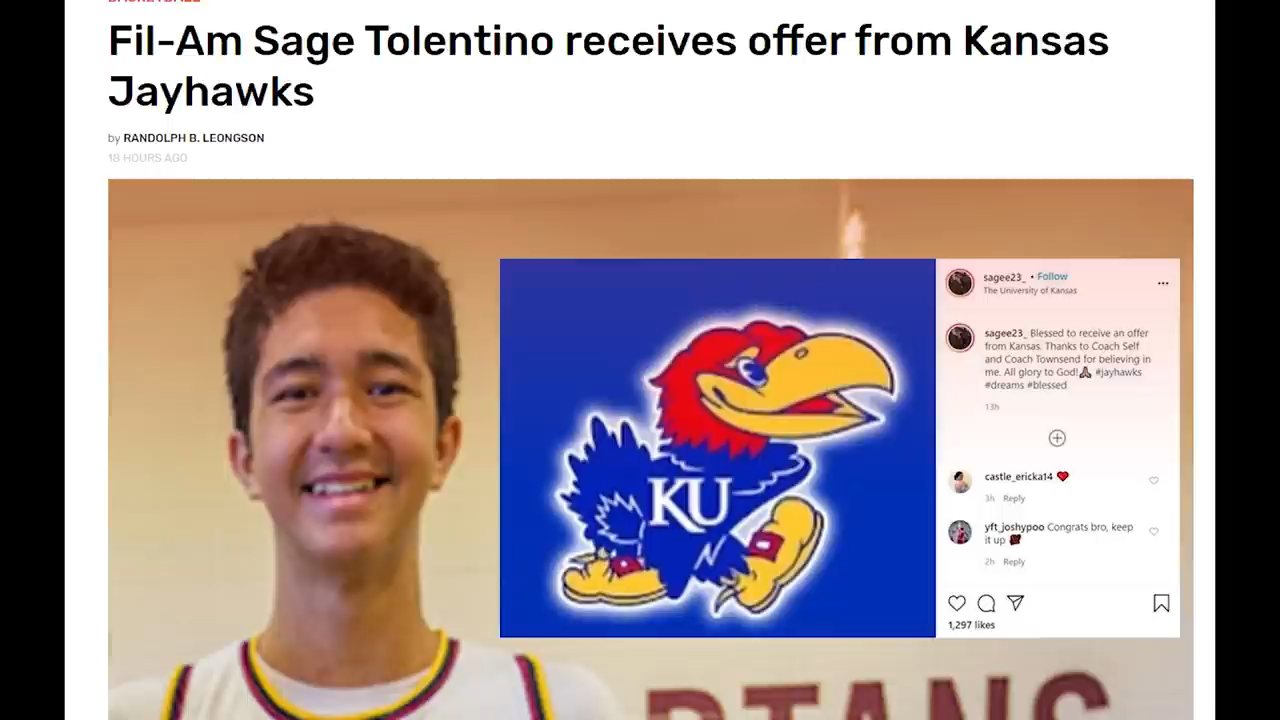 BASKETBALL
Fil-Am Sage Tolentino receives offer from Kansas
Jayhawks
by RANDOLPH B. LEONGSON
18 HOURS AGO
sagee23_ • Follow
The University of Kansas
sagee23_ Blessed to receive an offer
from Kansas. Thanks to Coach Self
and Coach Townsend for believing in
me. All glory to God!🙏🏽 #jayhawks
#dreams #blessed
13h
KU
castle_ericka14 ❤️
3h Reply
yft_joshypoo Congrats bro, keep
it up
2h Reply
1,297 likes
RTANS